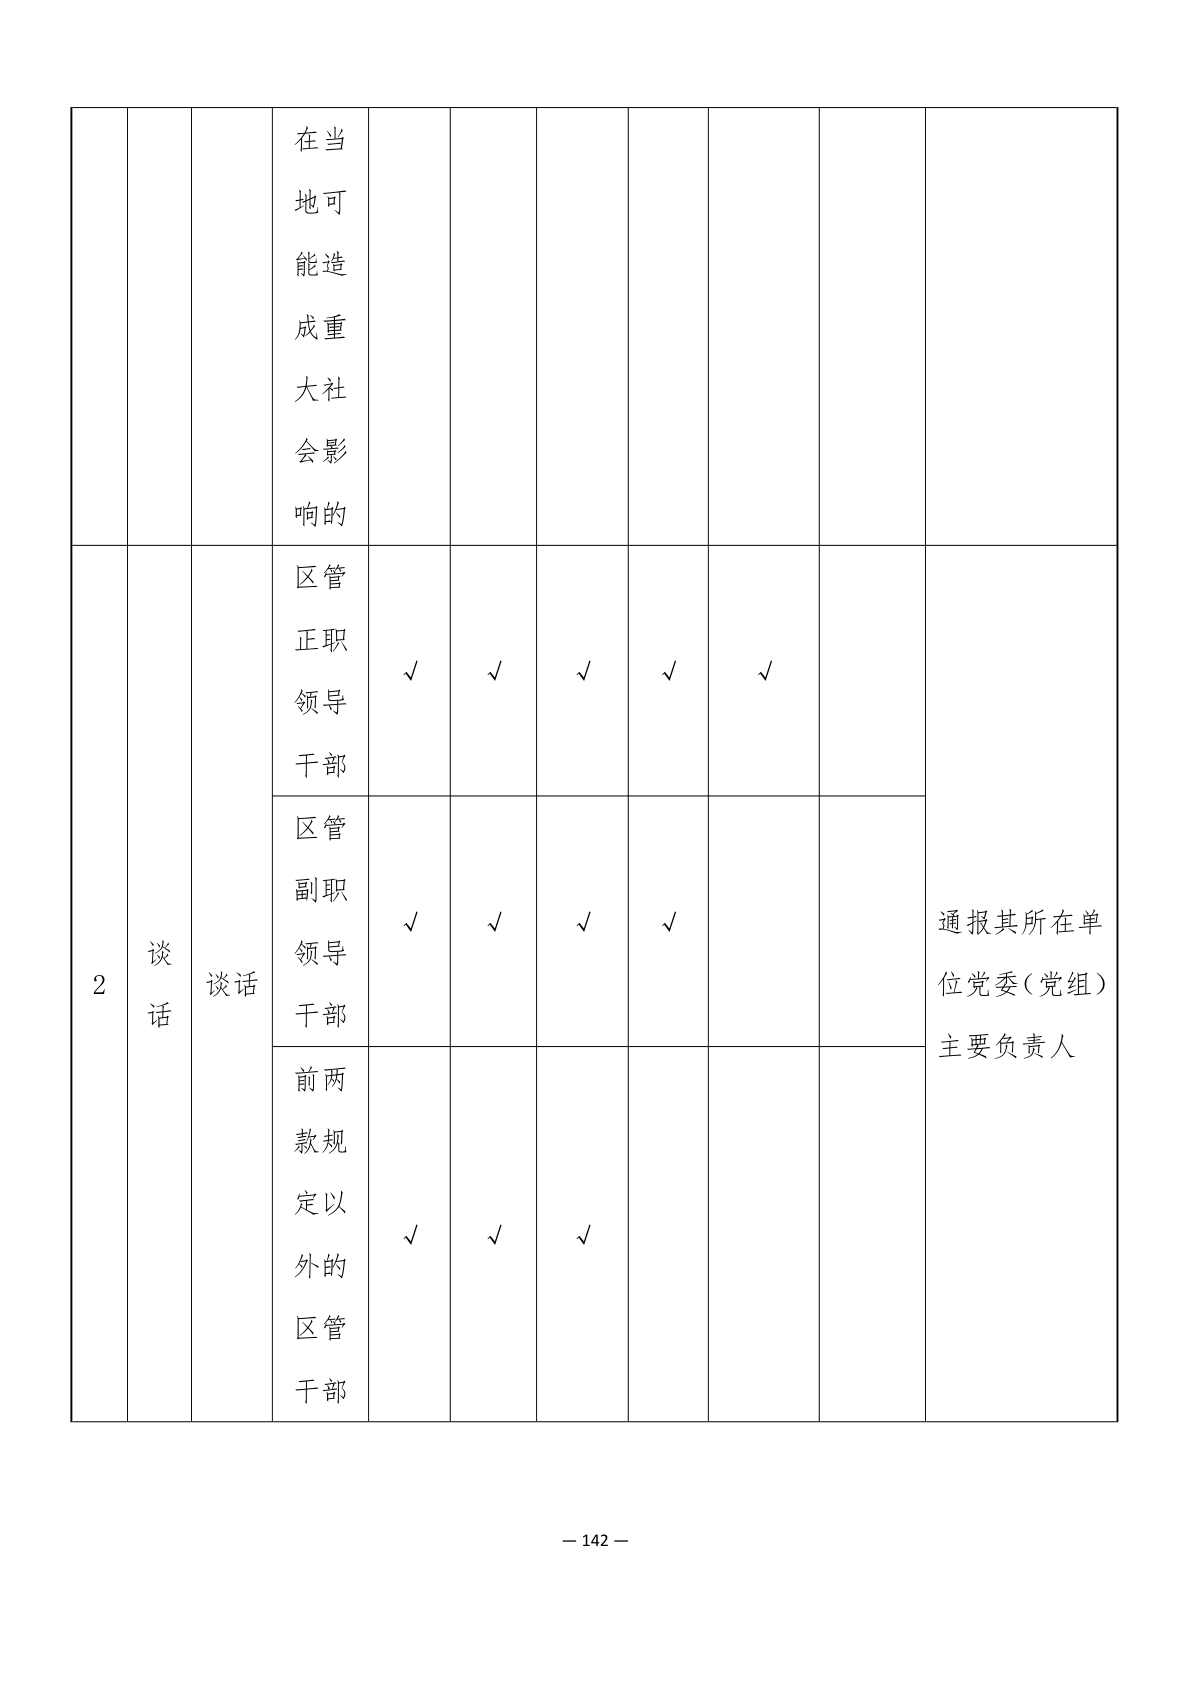 在当
地可
能造
成重
大社
会影
响的
2
谈
话
谈话
区管
正职
领导
干部
√
√
√
√
√
区管
副职
领导
干部
√
√
√
√
前两
款规
定以
外的
区管
干部
√
√
√
通报其所在单
位党委（党组）
主要负责人
— 142 —